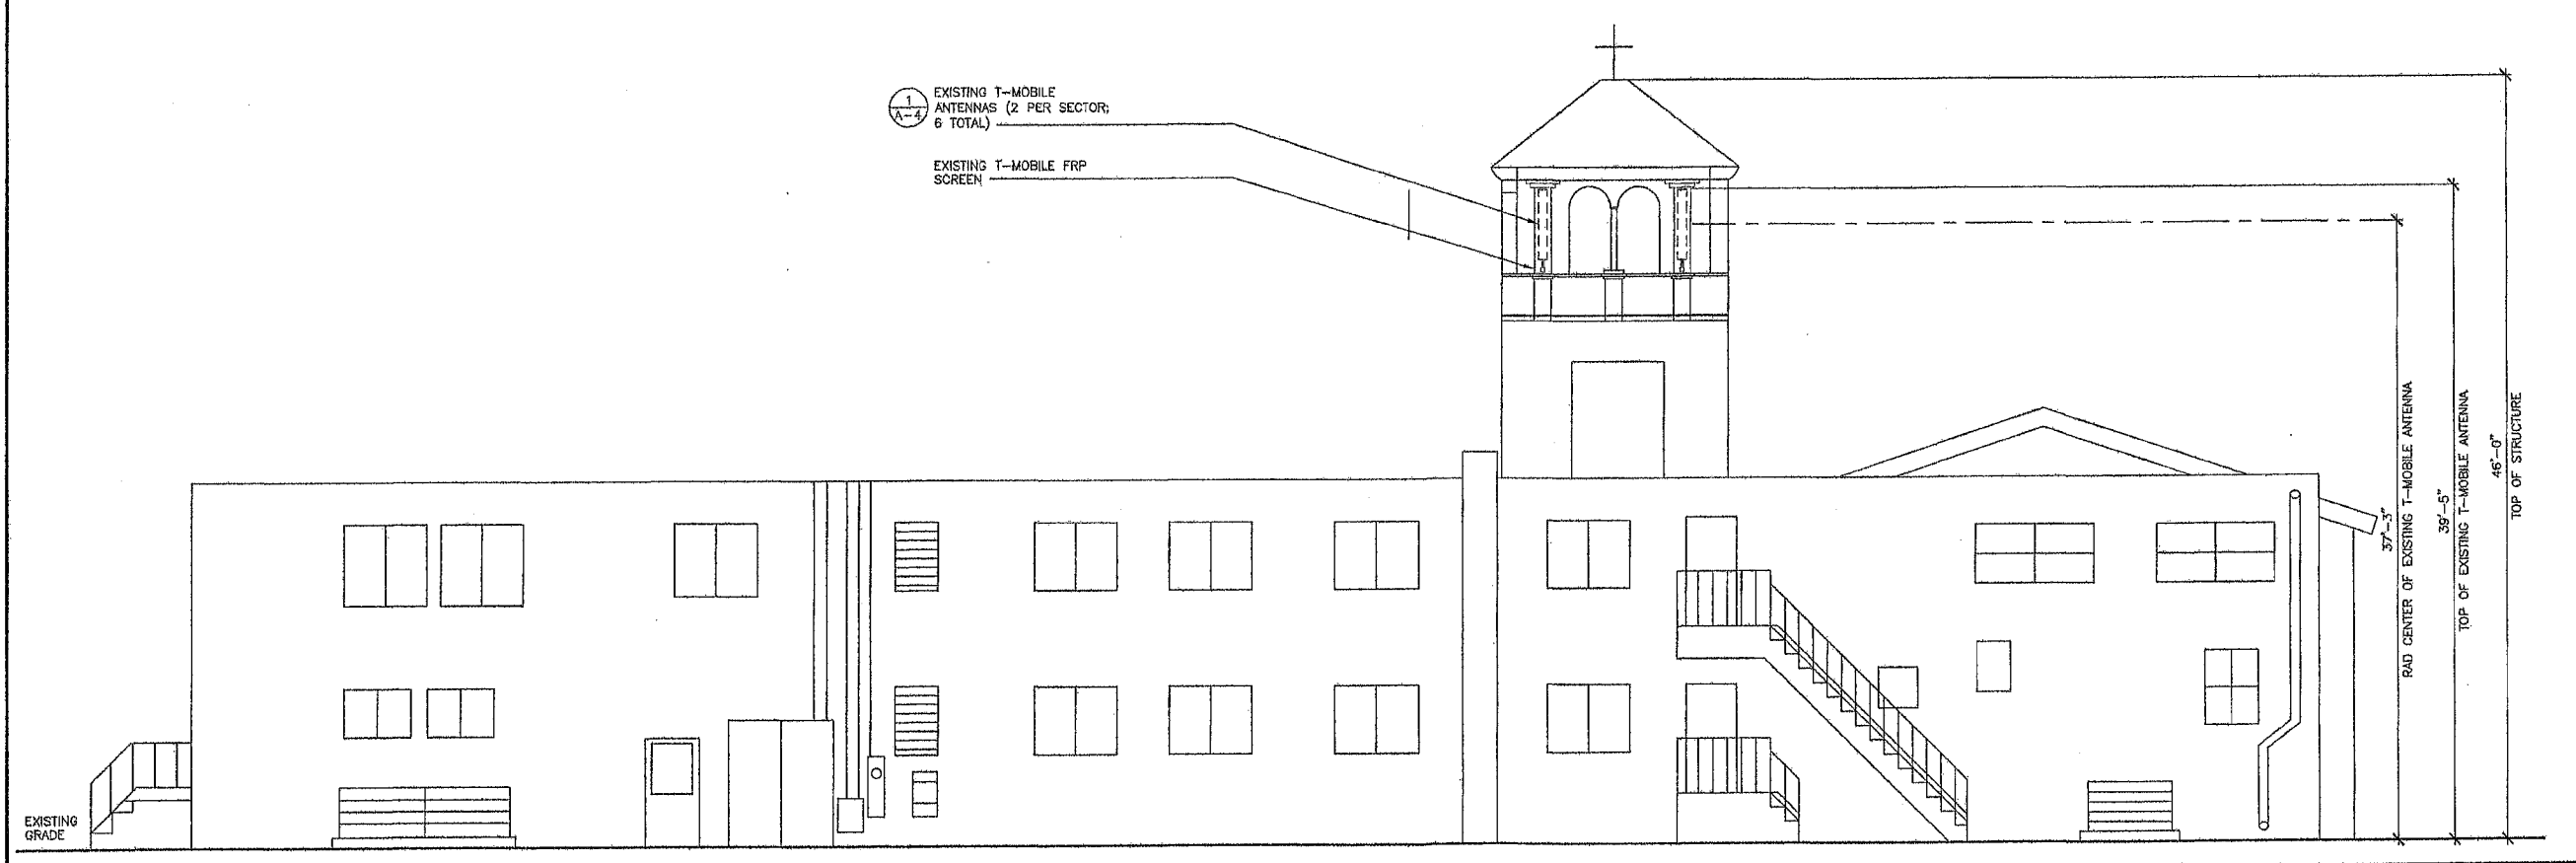 1
A-4
EXISTING T-MOBILE
ANTENNAS (2 PER SECTOR;
6 TOTAL)
EXISTING T-MOBILE FRP
SCREEN
37'-3"
RAD CENTER OF EXISTING T-MOBILE ANTENNA
39'-5"
TOP OF EXISTING T-MOBILE ANTENNA
46'-0"
TOP OF STRUCTURE
EXISTING
GRADE